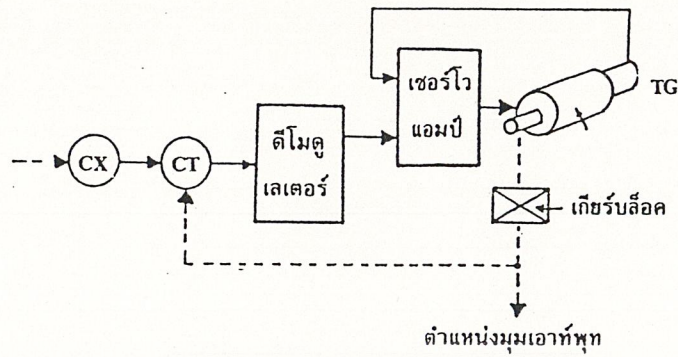 เซอร์โว
แอมป์
TG
ดีโมดู
เลเตอร์
CX
CT
เกียร์บล็อค
ตำแหน่งมุมเอาท์พุท